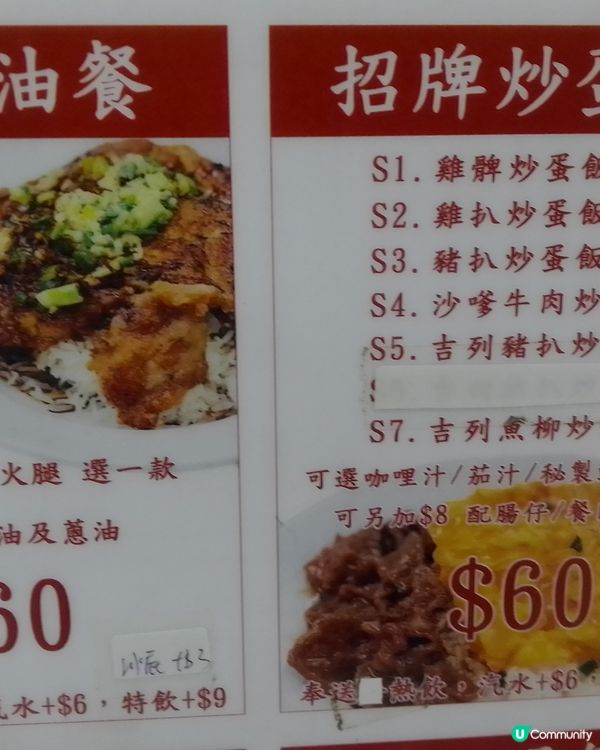 油餐
火腿 選一款
油及蔥油
60
汽水+$6，特飲+$9
招牌炒蛋
S1. 雞髀炒蛋飯
S2. 雞扒炒蛋飯
S3. 豬扒炒蛋飯
S4. 沙嗲牛肉炒
S5. 吉列豬扒炒
S7. 吉列魚柳炒
可選咖哩汁/茄汁/秘製
可另加$8 配腸仔/餐
$60
奉送 熱飲，汽水+$6，
U Community